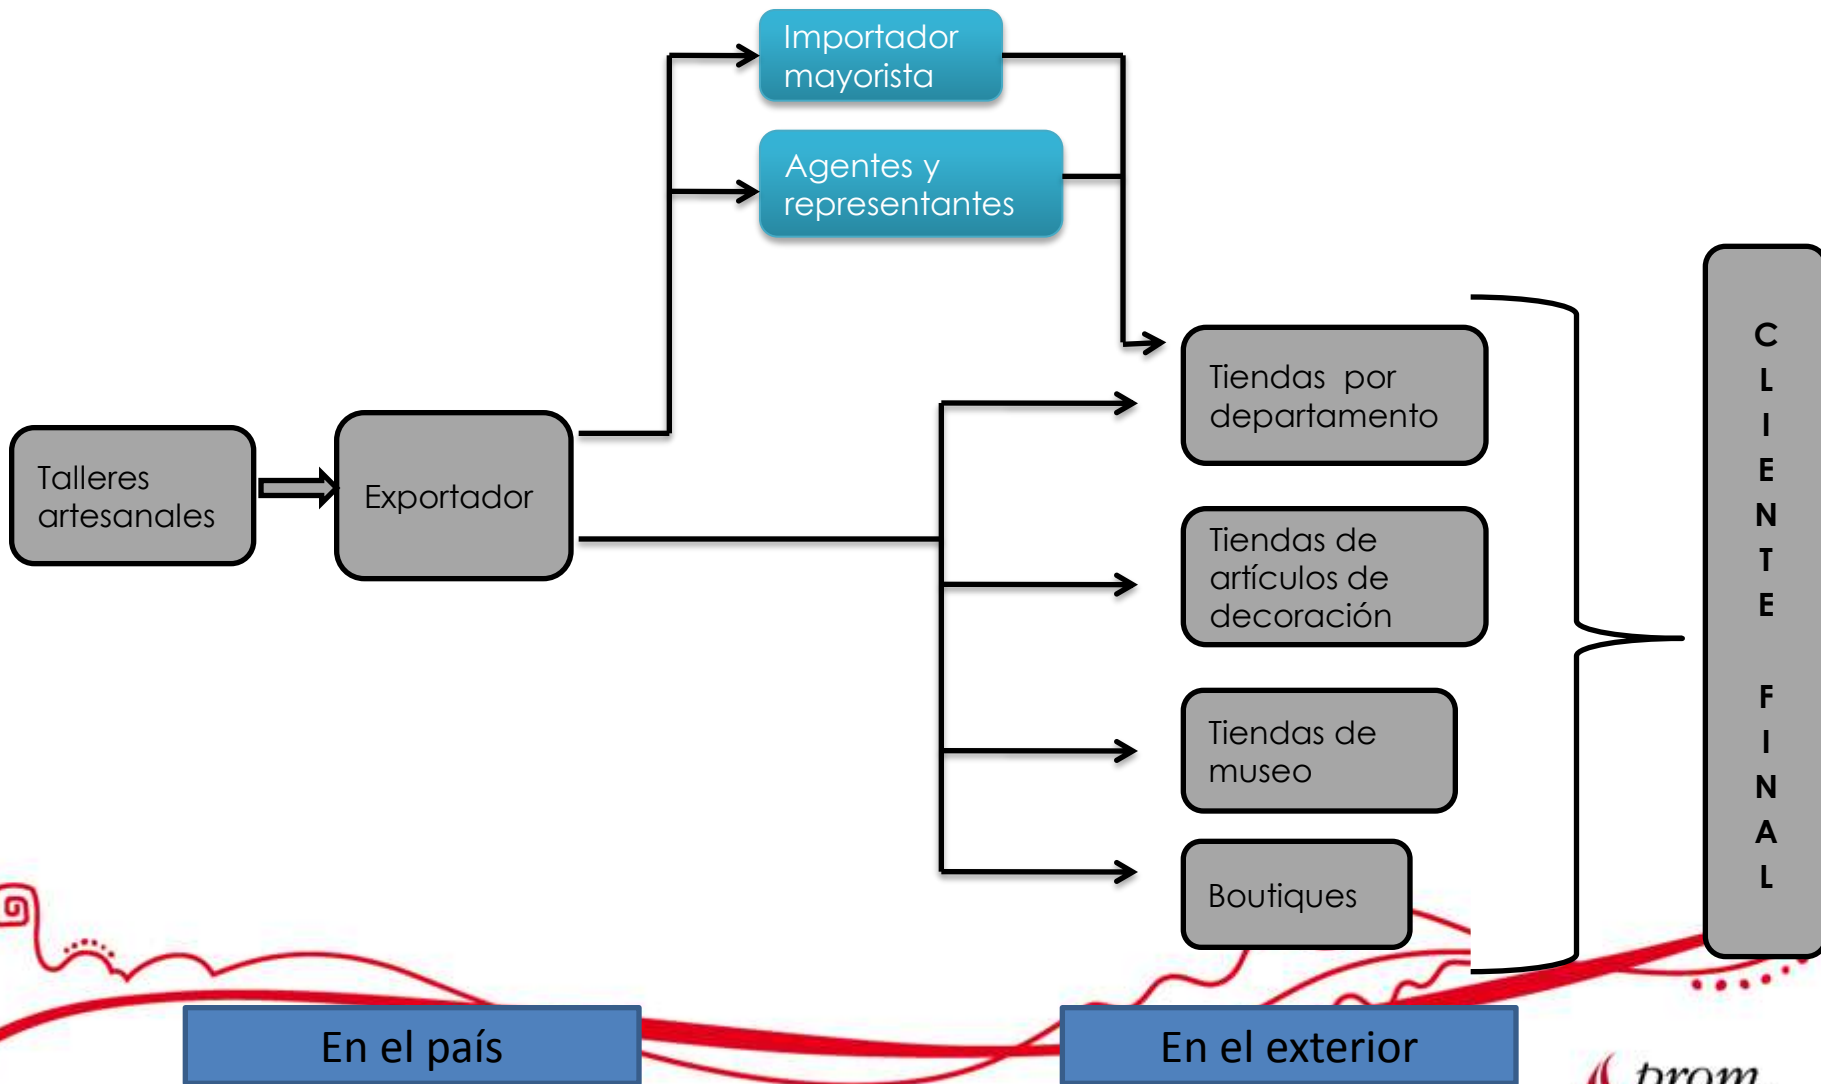 Importador
mayorista
Agentes y
representantes
Talleres
artesanales
Exportador
Tiendas por
departamento
Tiendas de
artículos de
decoración
Tiendas de
museo
Boutiques
C
L
I
E
N
T
E
F
I
N
A
L
En el país
En el exterior
prom